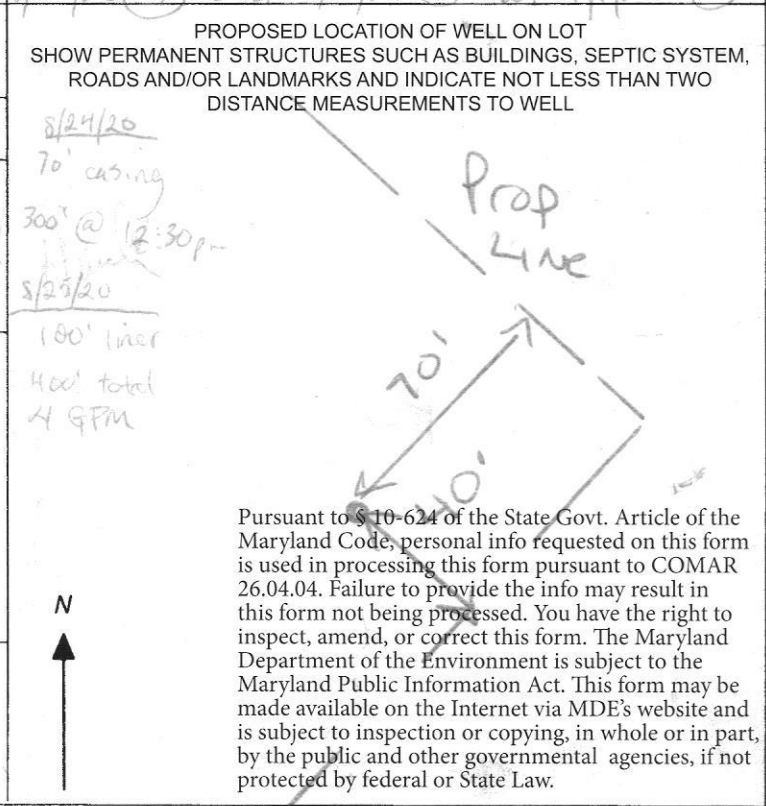 PROPOSED LOCATION OF WELL ON LOT
SHOW PERMANENT STRUCTURES SUCH AS BUILDINGS, SEPTIC SYSTEM,
ROADS AND/OR LANDMARKS AND INDICATE NOT LESS THAN TWO
DISTANCE MEASUREMENTS TO WELL
8/24/20
70' casing
300' @ 12:30pm
8/25/20
100' liner
400' total
4 GPM
Prop
LINE
70'
40'
Pursuant to § 10-624 of the State Govt. Article of the
Maryland Code, personal info requested on this form
is used in processing this form pursuant to COMAR
26.04.04. Failure to provide the info may result in
this form not being processed. You have the right to
inspect, amend, or correct this form. The Maryland
Department of the Environment is subject to the
Maryland Public Information Act. This form may be
made available on the Internet via MDE's website and
is subject to inspection or copying, in whole or in part,
by the public and other governmental agencies, if not
protected by federal or State Law.
N